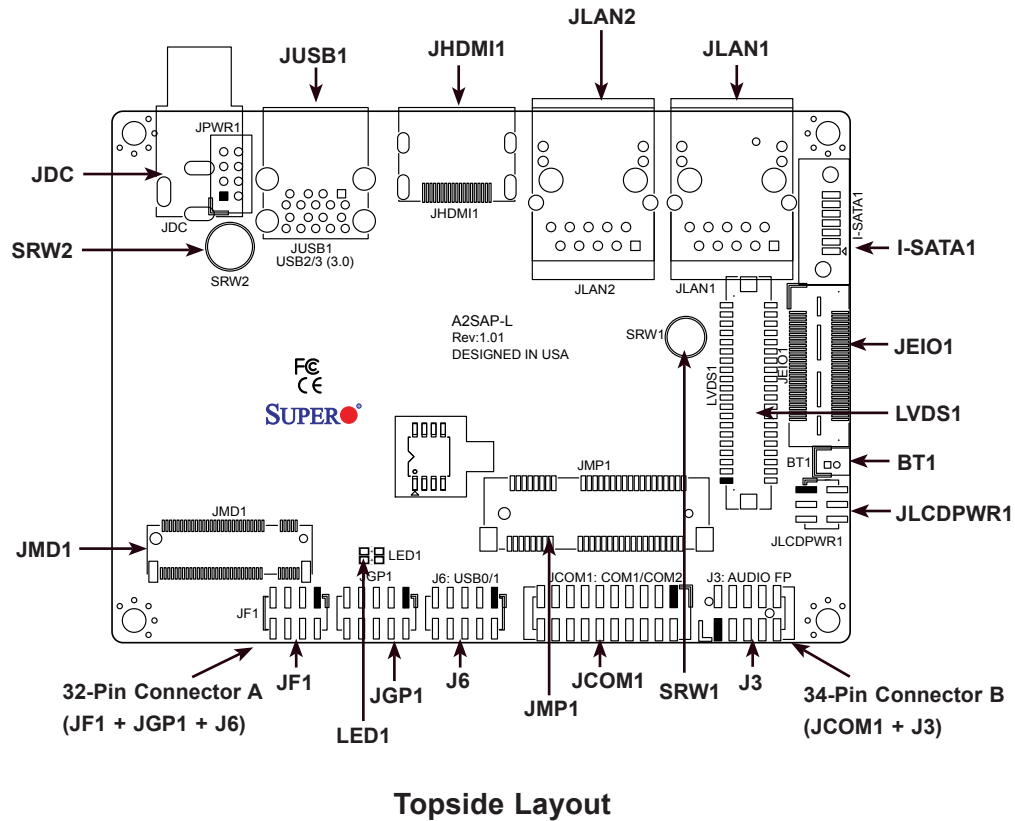 JLAN2
JUSB1
JHDMI1
JLAN1
JPWR1
JDC
JDC
I-SATA1
JHDMI1
JUSB1
USB2/3 (3.0)
SRW2
I-SATA1
SRW2
JLAN2
JLAN1
A2SAP-L
Rev:1.01
DESIGNED IN USA
SRW1
LVDS1
JEIO1
JEIO1
FC
CE
SUPER
LVDS1
BT1
BT1
JMP1
JLCDPWR1
JLCDPWR1
JMD1
JMD1
LED1
JGP1
J6: USB0/1
JCOM1: COM1/COM2
J3: AUDIO FP
JF1
32-Pin Connector A
(JF1 + JGP1 + J6)
JF1
JGP1
J6
LED1
JMP1
JCOM1
SRW1
J3
34-Pin Connector B
(JCOM1 + J3)
Topside Layout